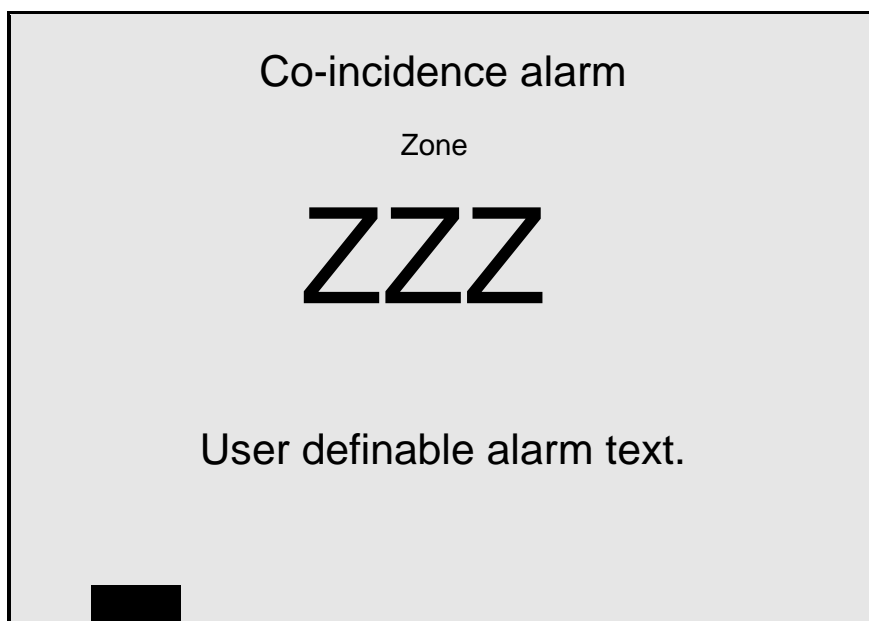 Co-incidence alarm
Zone
ZZZ
User definable alarm text.